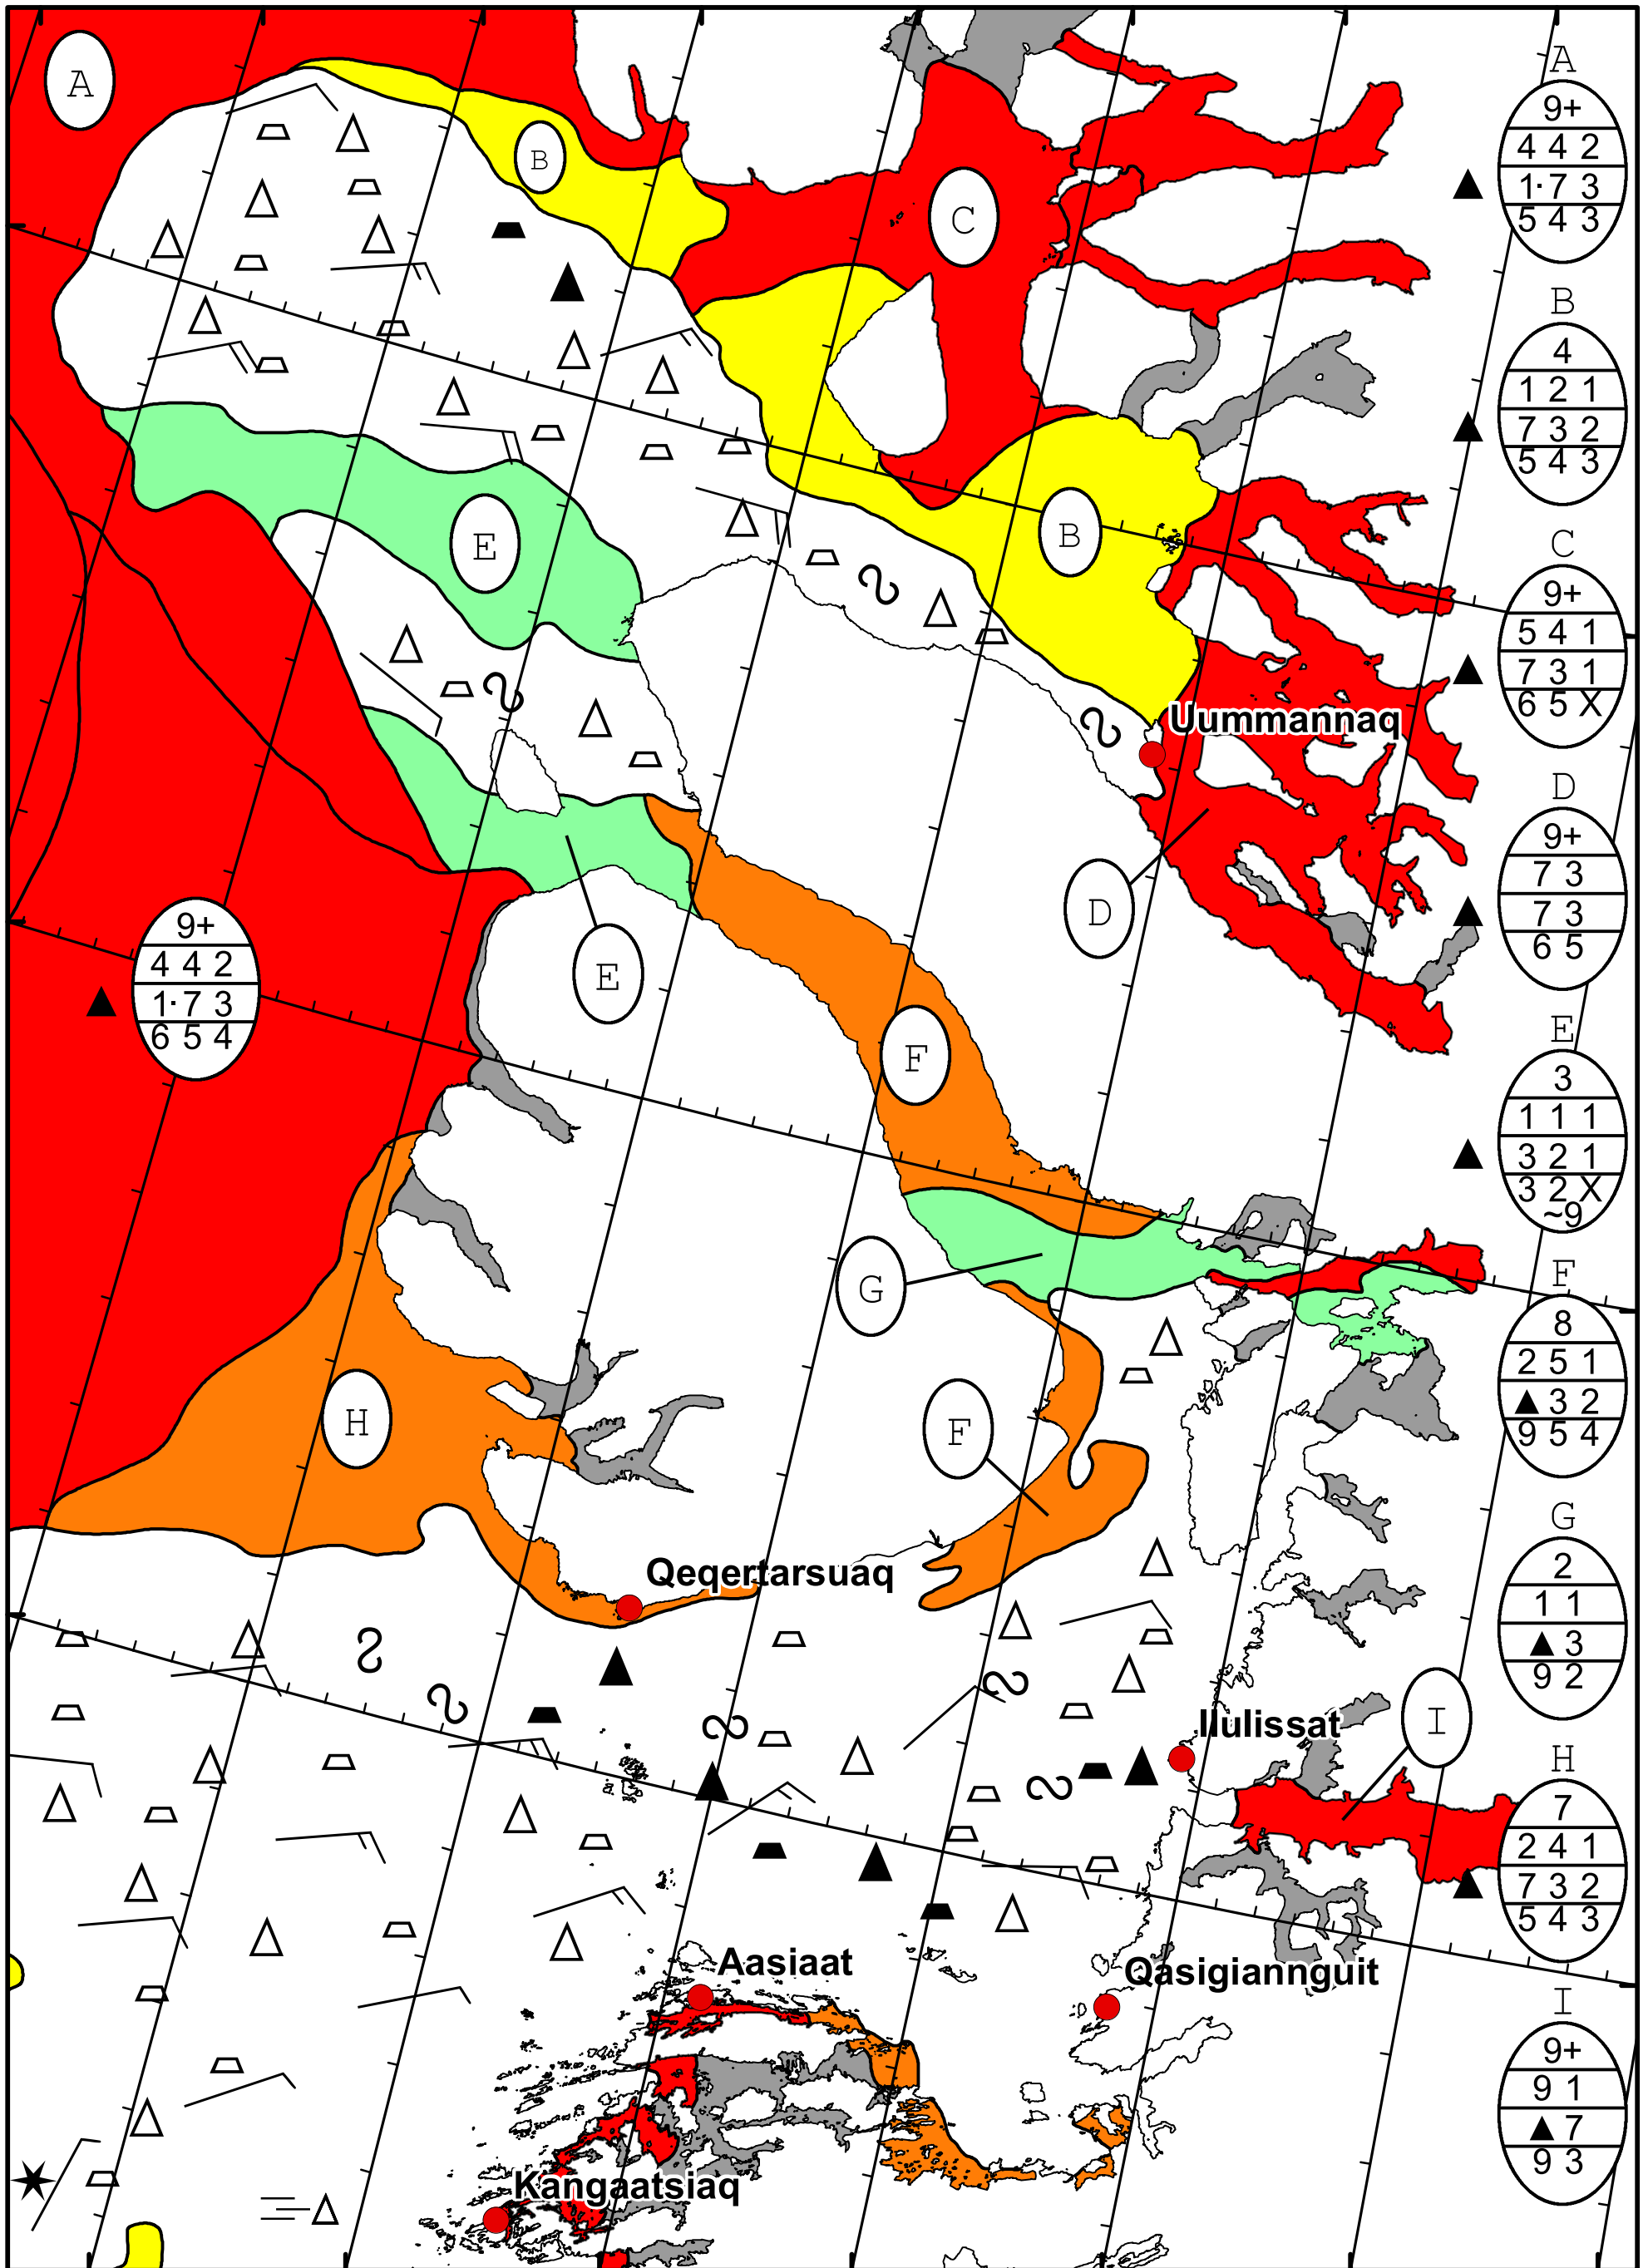 A
A
9+
4 4 2
1·7 3
5 4 3
B
C
B
4
1 2 1
7 3 2
5 4 3
E
B
C
9+
5 4 1
7 3 1
6 5 X
Uummannaq
D
9+
7 3
7 3
6 5
D
9+
4 4 2
1·7 3
6 5 4
E
F
E
3
1 1 1
3 2 1
3 2 X
~9
G
F
8
2 5 1
▲ 3 2
9 5 4
H
F
Qeqertarsuaq
G
2
1 1
▲ 3
9 2
Ilulissat
I
H
7
2 4 1
7 3 2
5 4 3
Aasiaat
Qasigiannguit
I
9+
9 1
▲ 7
9 3
Kangaatsiaq